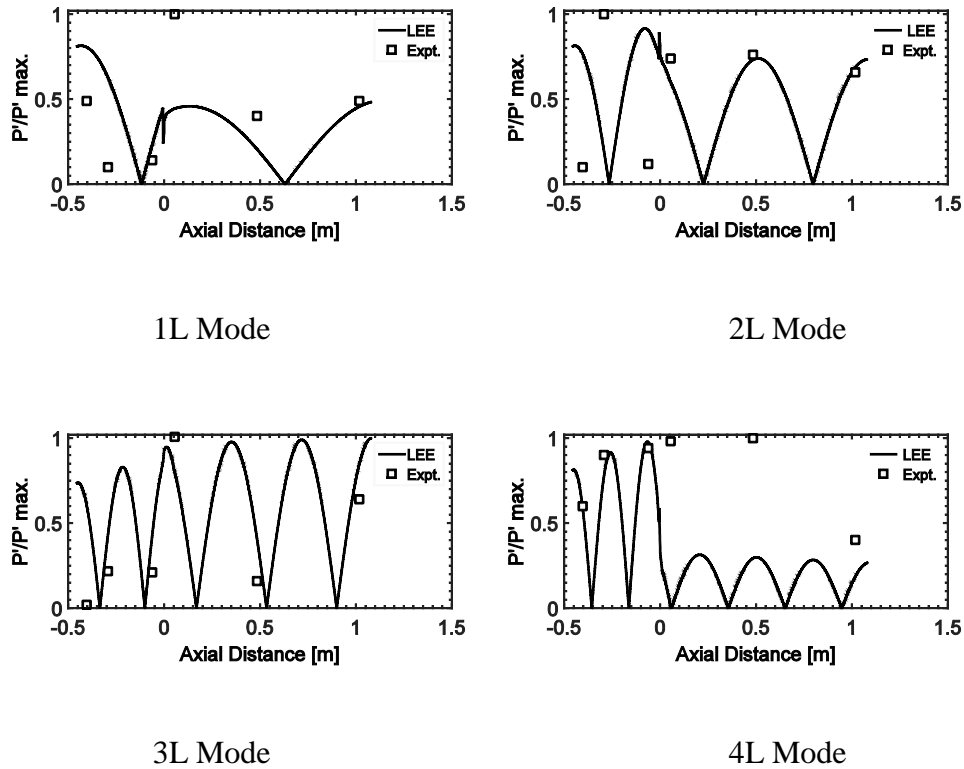 1
LEE
Expt.
P'/P' max.
0.5
0
-0.5 0 0.5 1 1.5
Axial Distance [m]
1L Mode
1
LEE
Expt.
P'/P' max.
0.5
0
-0.5 0 0.5 1 1.5
Axial Distance [m]
2L Mode
1
LEE
Expt.
P'/P' max.
0.5
0
-0.5 0 0.5 1 1.5
Axial Distance [m]
3L Mode
1
LEE
Expt.
P'/P' max.
0.5
0
-0.5 0 0.5 1 1.5
Axial Distance [m]
4L Mode